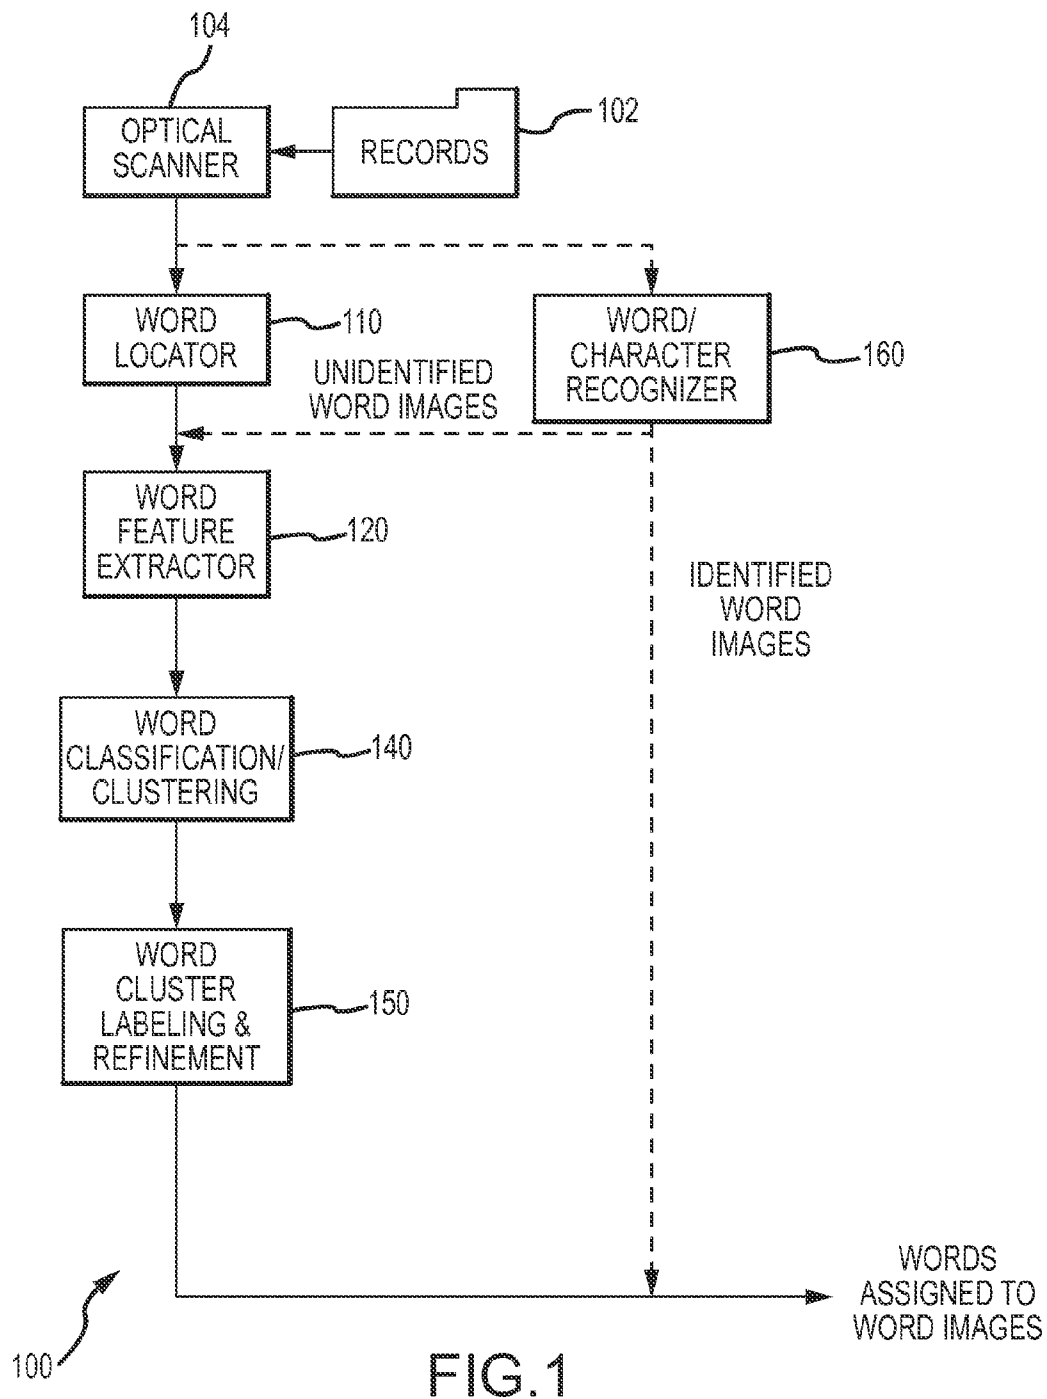 104
OPTICAL
SCANNER
RECORDS
102
WORD
LOCATOR
110
WORD/
CHARACTER
RECOGNIZER
160
UNIDENTIFIED
WORD IMAGES
WORD
FEATURE
EXTRACTOR
120
IDENTIFIED
WORD
IMAGES
WORD
CLASSIFICATION/
CLUSTERING
140
WORD
CLUSTER
LABELING &
REFINEMENT
150
WORDS
ASSIGNED TO
WORD IMAGES
100
FIG.1